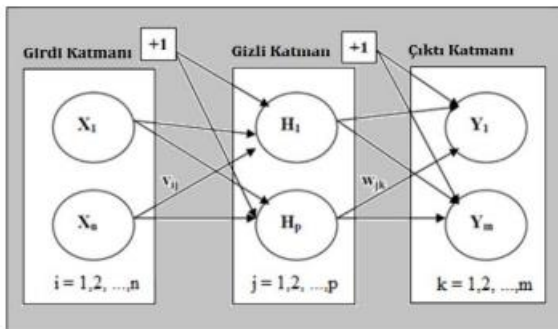 Girdi Katmanı +1 Gizli Katman +1 Çıktı Katmanı
X₁ H₁ Y₁
vᵢⱼ wⱼₖ
Xₙ Hₚ Yₘ
i = 1,2, ...,n j = 1,2, ...,p k = 1,2, ...,m